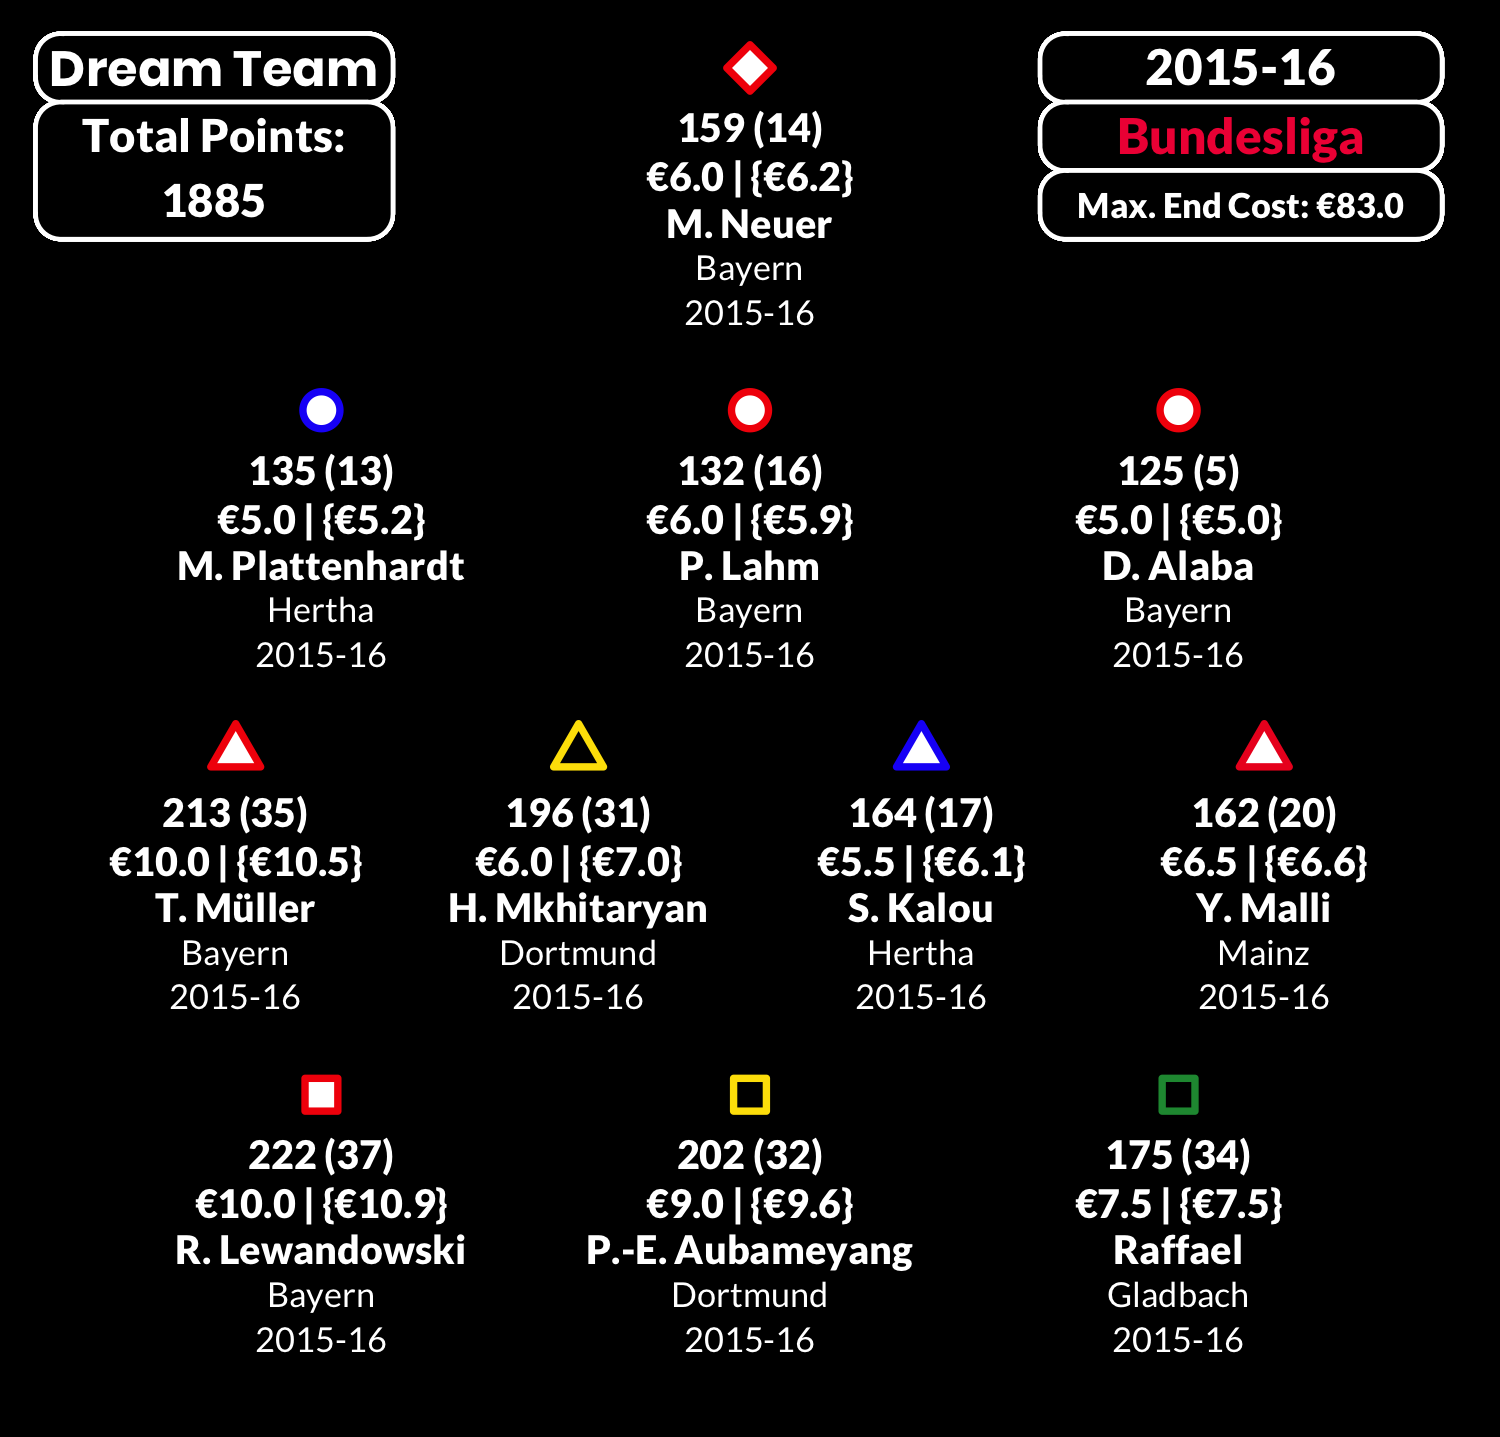 Dream Team
Total Points:
1885
2015-16
Bundesliga
Max. End Cost: €83.0
159 (14)
€6.0 | {€6.2}
M. Neuer
Bayern
2015-16
135 (13)
€5.0 | {€5.2}
M. Plattenhardt
Hertha
2015-16
132 (16)
€6.0 | {€5.9}
P. Lahm
Bayern
2015-16
125 (5)
€5.0 | {€5.0}
D. Alaba
Bayern
2015-16
213 (35)
€10.0 | {€10.5}
T. Müller
Bayern
2015-16
196 (31)
€6.0 | {€7.0}
H. Mkhitaryan
Dortmund
2015-16
164 (17)
€5.5 | {€6.1}
S. Kalou
Hertha
2015-16
162 (20)
€6.5 | {€6.6}
Y. Malli
Mainz
2015-16
222 (37)
€10.0 | {€10.9}
R. Lewandowski
Bayern
2015-16
202 (32)
€9.0 | {€9.6}
P.-E. Aubameyang
Dortmund
2015-16
175 (34)
€7.5 | {€7.5}
Raffael
Gladbach
2015-16